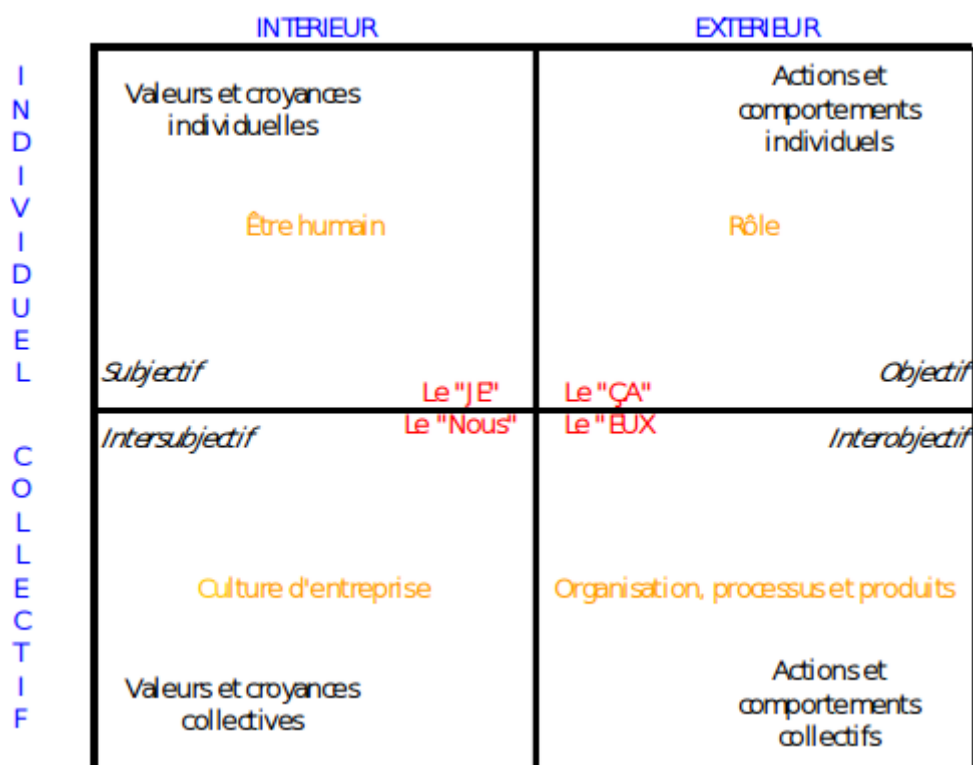 INTERIEUR
EXTERIEUR
INDIVIDUEL
Valeurs et croyances
individuelles
Actions et
comportements
individuels
Être humain
Rôle
Subjectif
Objectif
Le "JE"
Le "ÇA"
Le "Nous"
Le "EUX
Intersubjectif
Interobjectif
COLLECTIF
Culture d'entreprise
Organisation, processus et produits
Valeurs et croyances
collectives
Actions et
comportements
collectifs